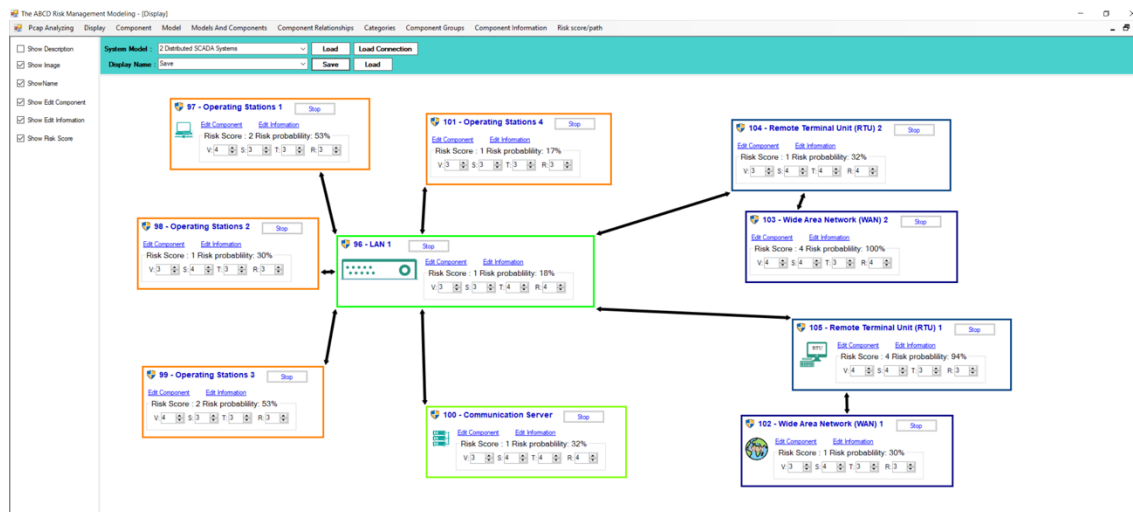 The ABCD Risk Management Modeling - [Display]
Pcap Analyzing Display Component Model Models And Components Component Relationships Categories Component Groups Component Information Risk score/path
Show Description
Show Image
ShowName
Show Edit Component
Show Edit Information
Show Risk Score
System Model : 2 Distributed SCADA Systems Load Load Connection
Display Name : Save Save Load
97 - Operating Stations 1 Stop
Edit Component Edit Information
Risk Score : 2 Risk probablility: 53%
V: 4 S: 3 T: 3 R: 3
101 - Operating Stations 4 Stop
Edit Component Edit Information
Risk Score : 1 Risk probablility: 17%
V: 3 S: 3 T: 3 R: 3
104 - Remote Terminal Unit (RTU) 2 Stop
Edit Component Edit Information
Risk Score : 1 Risk probablility: 32%
V: 3 S: 4 T: 4 R: 4
98 - Operating Stations 2 Stop
Edit Component Edit Information
Risk Score : 1 Risk probablility: 30%
V: 3 S: 4 T: 3 R: 3
96 - LAN 1 Stop
Edit Component Edit Information
Risk Score : 1 Risk probablility: 18%
V: 3 S: 3 T: 4 R: 4
103 - Wide Area Network (WAN) 2 Stop
Edit Component Edit Information
Risk Score : 4 Risk probablility: 100%
V: 4 S: 4 T: 3 R: 4
105 - Remote Terminal Unit (RTU) 1 Stop
RTU
Edit Component Edit Information
Risk Score : 4 Risk probablility: 94%
V: 4 S: 4 T: 3 R: 3
99 - Operating Stations 3 Stop
Edit Component Edit Information
Risk Score : 2 Risk probablility: 53%
V: 4 S: 3 T: 3 R: 3
100 - Communication Server Stop
Edit Component Edit Information
Risk Score : 1 Risk probablility: 32%
V: 3 S: 4 T: 4 R: 4
102 - Wide Area Network (WAN) 1 Stop
Edit Component Edit Information
Risk Score : 1 Risk probablility: 30%
V: 3 S: 4 T: 3 R: 3